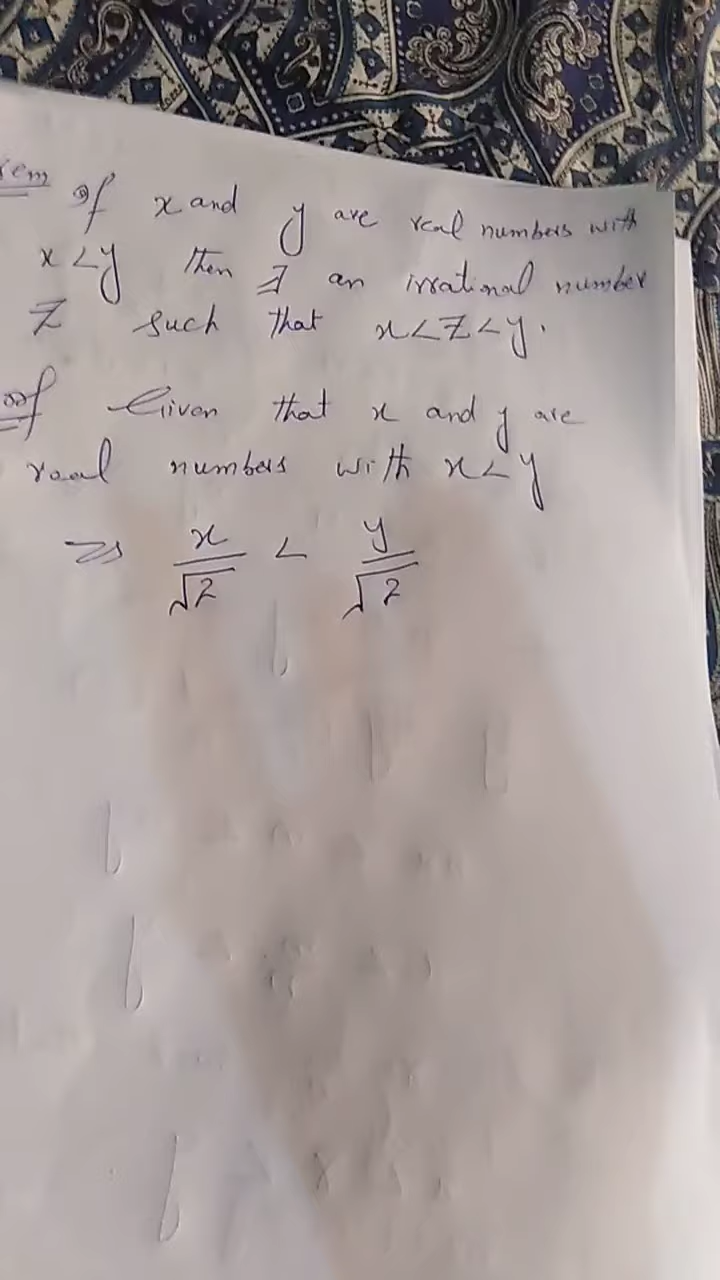 If x and y are real numbers with
x < y then ∃ an irrational number
Z such that x < Z < y.
Given that x and y are
real numbers with x < y
⇒ x/√2 < y/√2